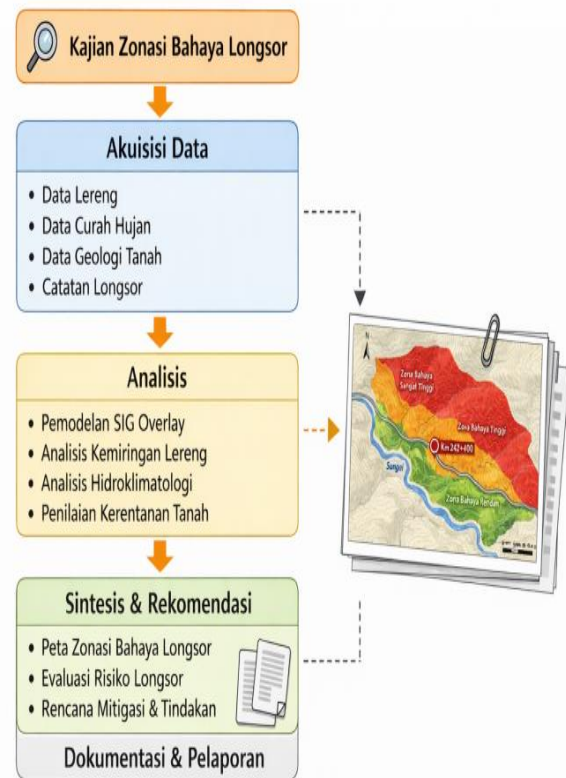 Kajian Zonasi Bahaya Longsor
Akuisisi Data
• Data Lereng
• Data Curah Hujan
• Data Geologi Tanah
• Catatan Longsor
Analisis
• Pemodelan SIG Overlay
• Analisis Kemiringan Lereng
• Analisis Hidroklimatologi
• Penilaian Kerentanan Tanah
Sintesis & Rekomendasi
• Peta Zonasi Bahaya Longsor
• Evaluasi Risiko Longsor
• Rencana Mitigasi & Tindakan
Dokumentasi & Pelaporan
N
Zona Bahaya
Sangat Tinggi
Zona Bahaya Tinggi
Km 242+400
Sungai
Zona Bahaya Rendah